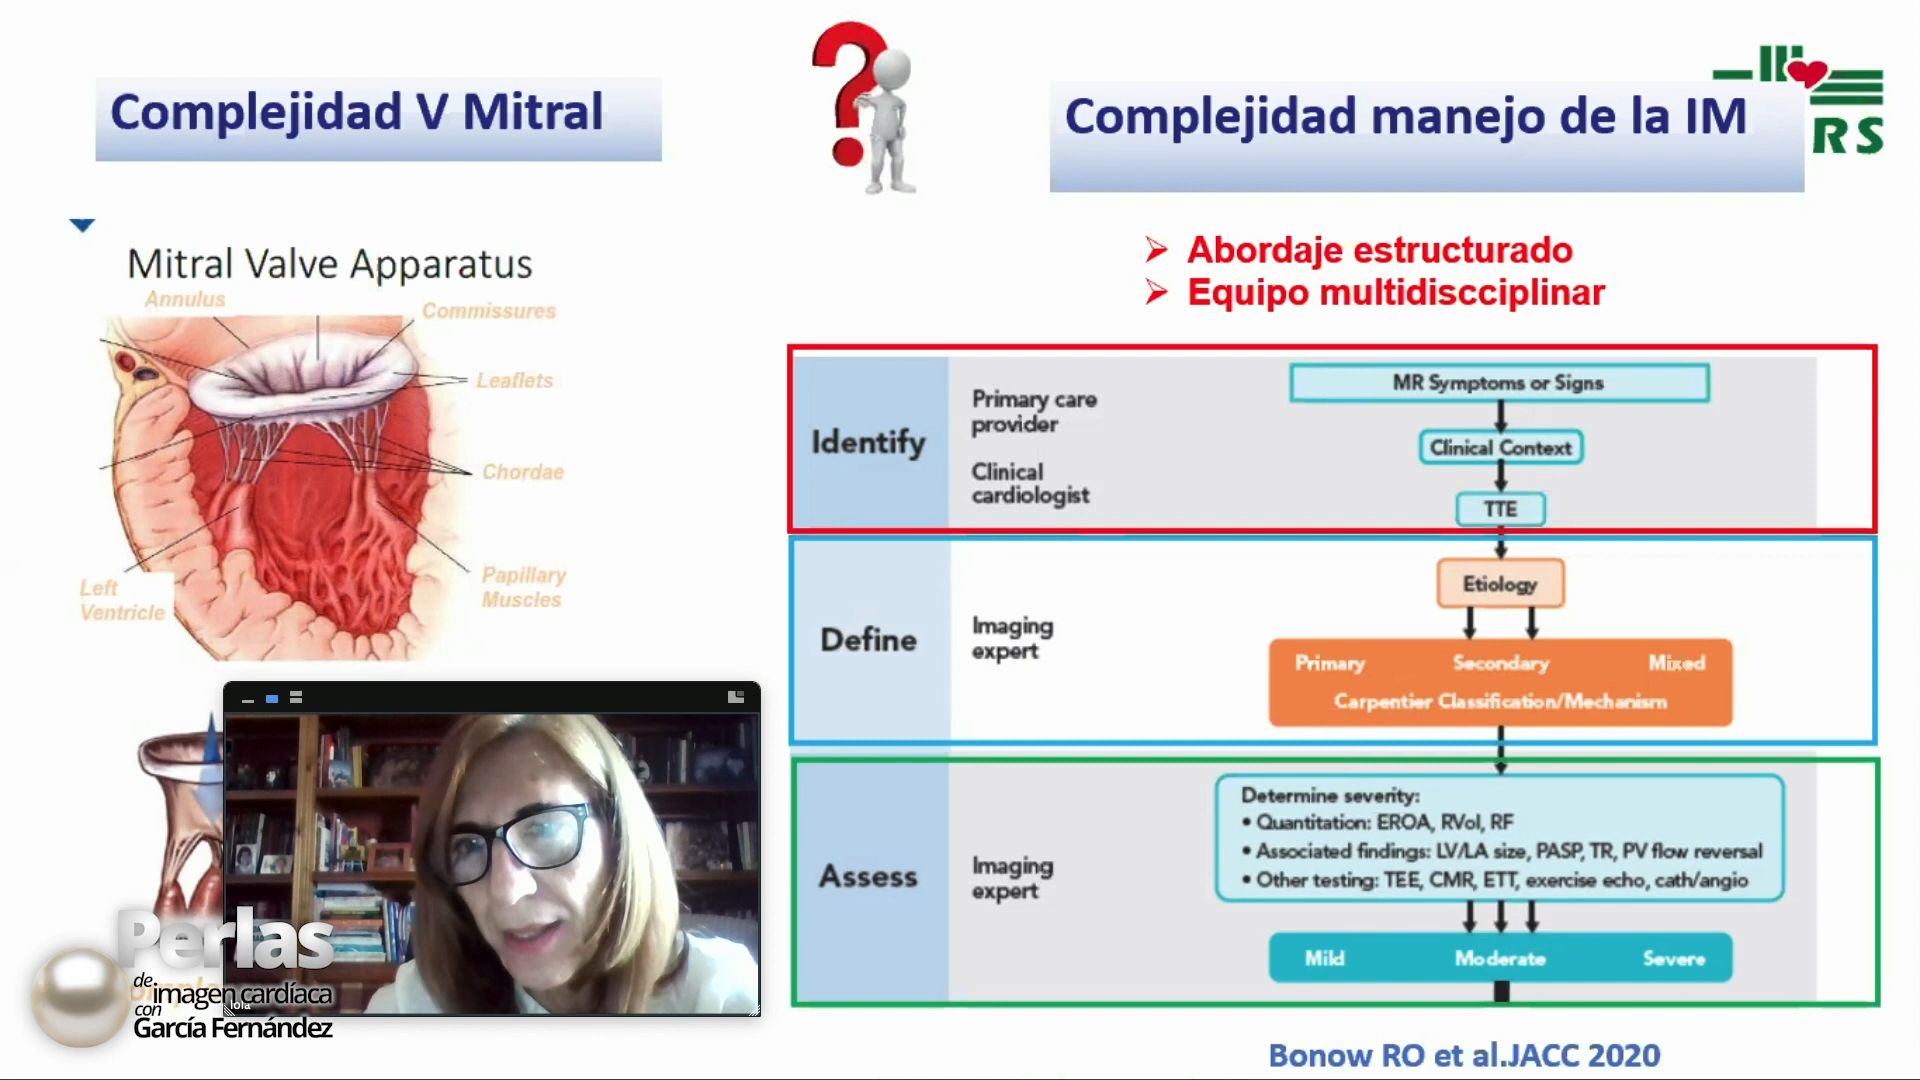 Complejidad V Mitral
Complejidad manejo de la IM
RS
Mitral Valve Apparatus
Annulus
Commissures
Leaflets
Chordae
Papillary
Muscles
Left
Ventricle
Abordaje estructurado
Equipo multidiscciplinar
Identify
Primary care
provider
Clinical
cardiologist
MR Symptoms or Signs
Clinical Context
TTE
Define
Imaging
expert
Etiology
Primary Secondary Mixed
Carpentier Classification/Mechanism
Assess
Imaging
expert
Determine severity:
• Quantitation: EROA, RVol, RF
• Associated findings: LV/LA size, PASP, TR, PV flow reversal
• Other testing: TEE, CMR, ETT, exercise echo, cath/angio
Mild Moderate Severe
Bonow RO et al.JACC 2020
lola
Perlas
de imagen cardíaca
con
García Fernández